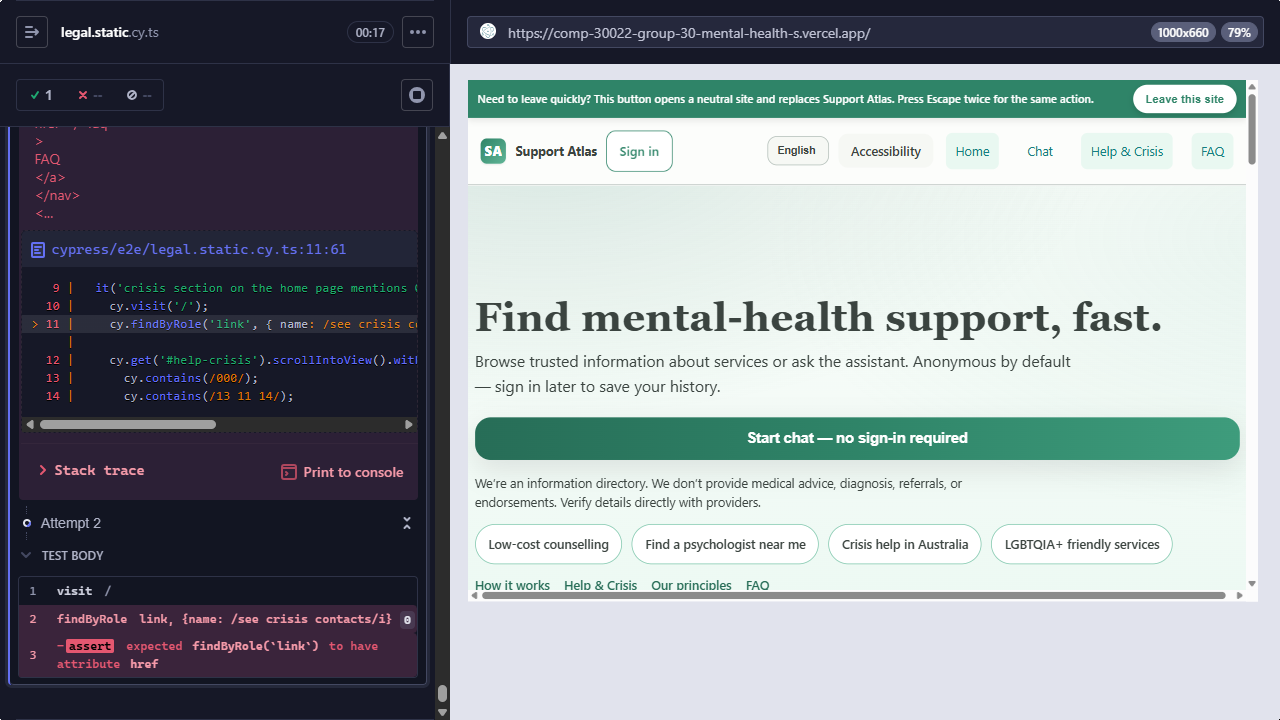 legal.static.cy.ts
00:17
1
--
--
>
FAQ
</a>
</nav>
<...
cypress/e2e/legal.static.cy.ts:11:61
9 | it('crisis section on the home page mentions
10 | cy.visit('/');
> 11 | cy.findByRole('link', { name: /see crisis co
|
12 | cy.get('#help-crisis').scrollIntoView().wit
13 | cy.contains(/000/);
14 | cy.contains(/13 11 14/);
Stack trace
Print to console
Attempt 2
TEST BODY
1 visit /
2 findByRole link, {name: /see crisis contacts/i} 0
3 -assert expected findByRole(`link`) to have
attribute href
https://comp-30022-group-30-mental-health-s.vercel.app/
1000x660
79%
Need to leave quickly? This button opens a neutral site and replaces Support Atlas. Press Escape twice for the same action.
Leave this site
SA
Support Atlas
Sign in
English
Accessibility
Home
Chat
Help & Crisis
FAQ
Find mental-health support, fast.
Browse trusted information about services or ask the assistant. Anonymous by default
— sign in later to save your history.
Start chat — no sign-in required
We’re an information directory. We don’t provide medical advice, diagnosis, referrals, or
endorsements. Verify details directly with providers.
Low-cost counselling
Find a psychologist near me
Crisis help in Australia
LGBTQIA+ friendly services
How it works
Help & Crisis
Our principles
FAQ